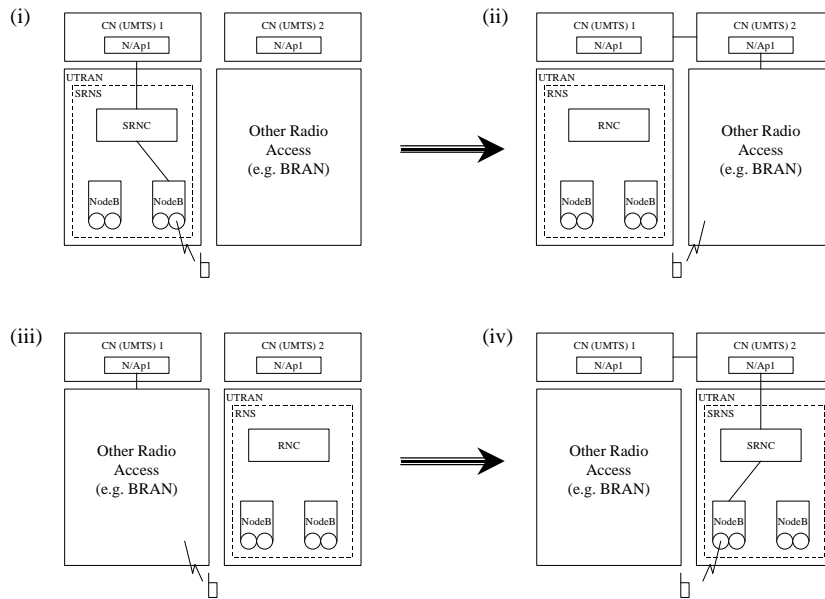 (i)
CN (UMTS) 1
N/Ap1
CN (UMTS) 2
N/Ap1
UTRAN
SRNS
SRNC
NodeB
NodeB
Other Radio
Access
(e.g. BRAN)
(ii)
CN (UMTS) 1
N/Ap1
CN (UMTS) 2
N/Ap1
UTRAN
RNS
RNC
NodeB
NodeB
Other Radio
Access
(e.g. BRAN)
(iii)
CN (UMTS) 1
N/Ap1
CN (UMTS) 2
N/Ap1
Other Radio
Access
(e.g. BRAN)
UTRAN
RNS
RNC
NodeB
NodeB
(iv)
CN (UMTS) 1
N/Ap1
CN (UMTS) 2
N/Ap1
Other Radio
Access
(e.g. BRAN)
UTRAN
SRNS
SRNC
NodeB
NodeB